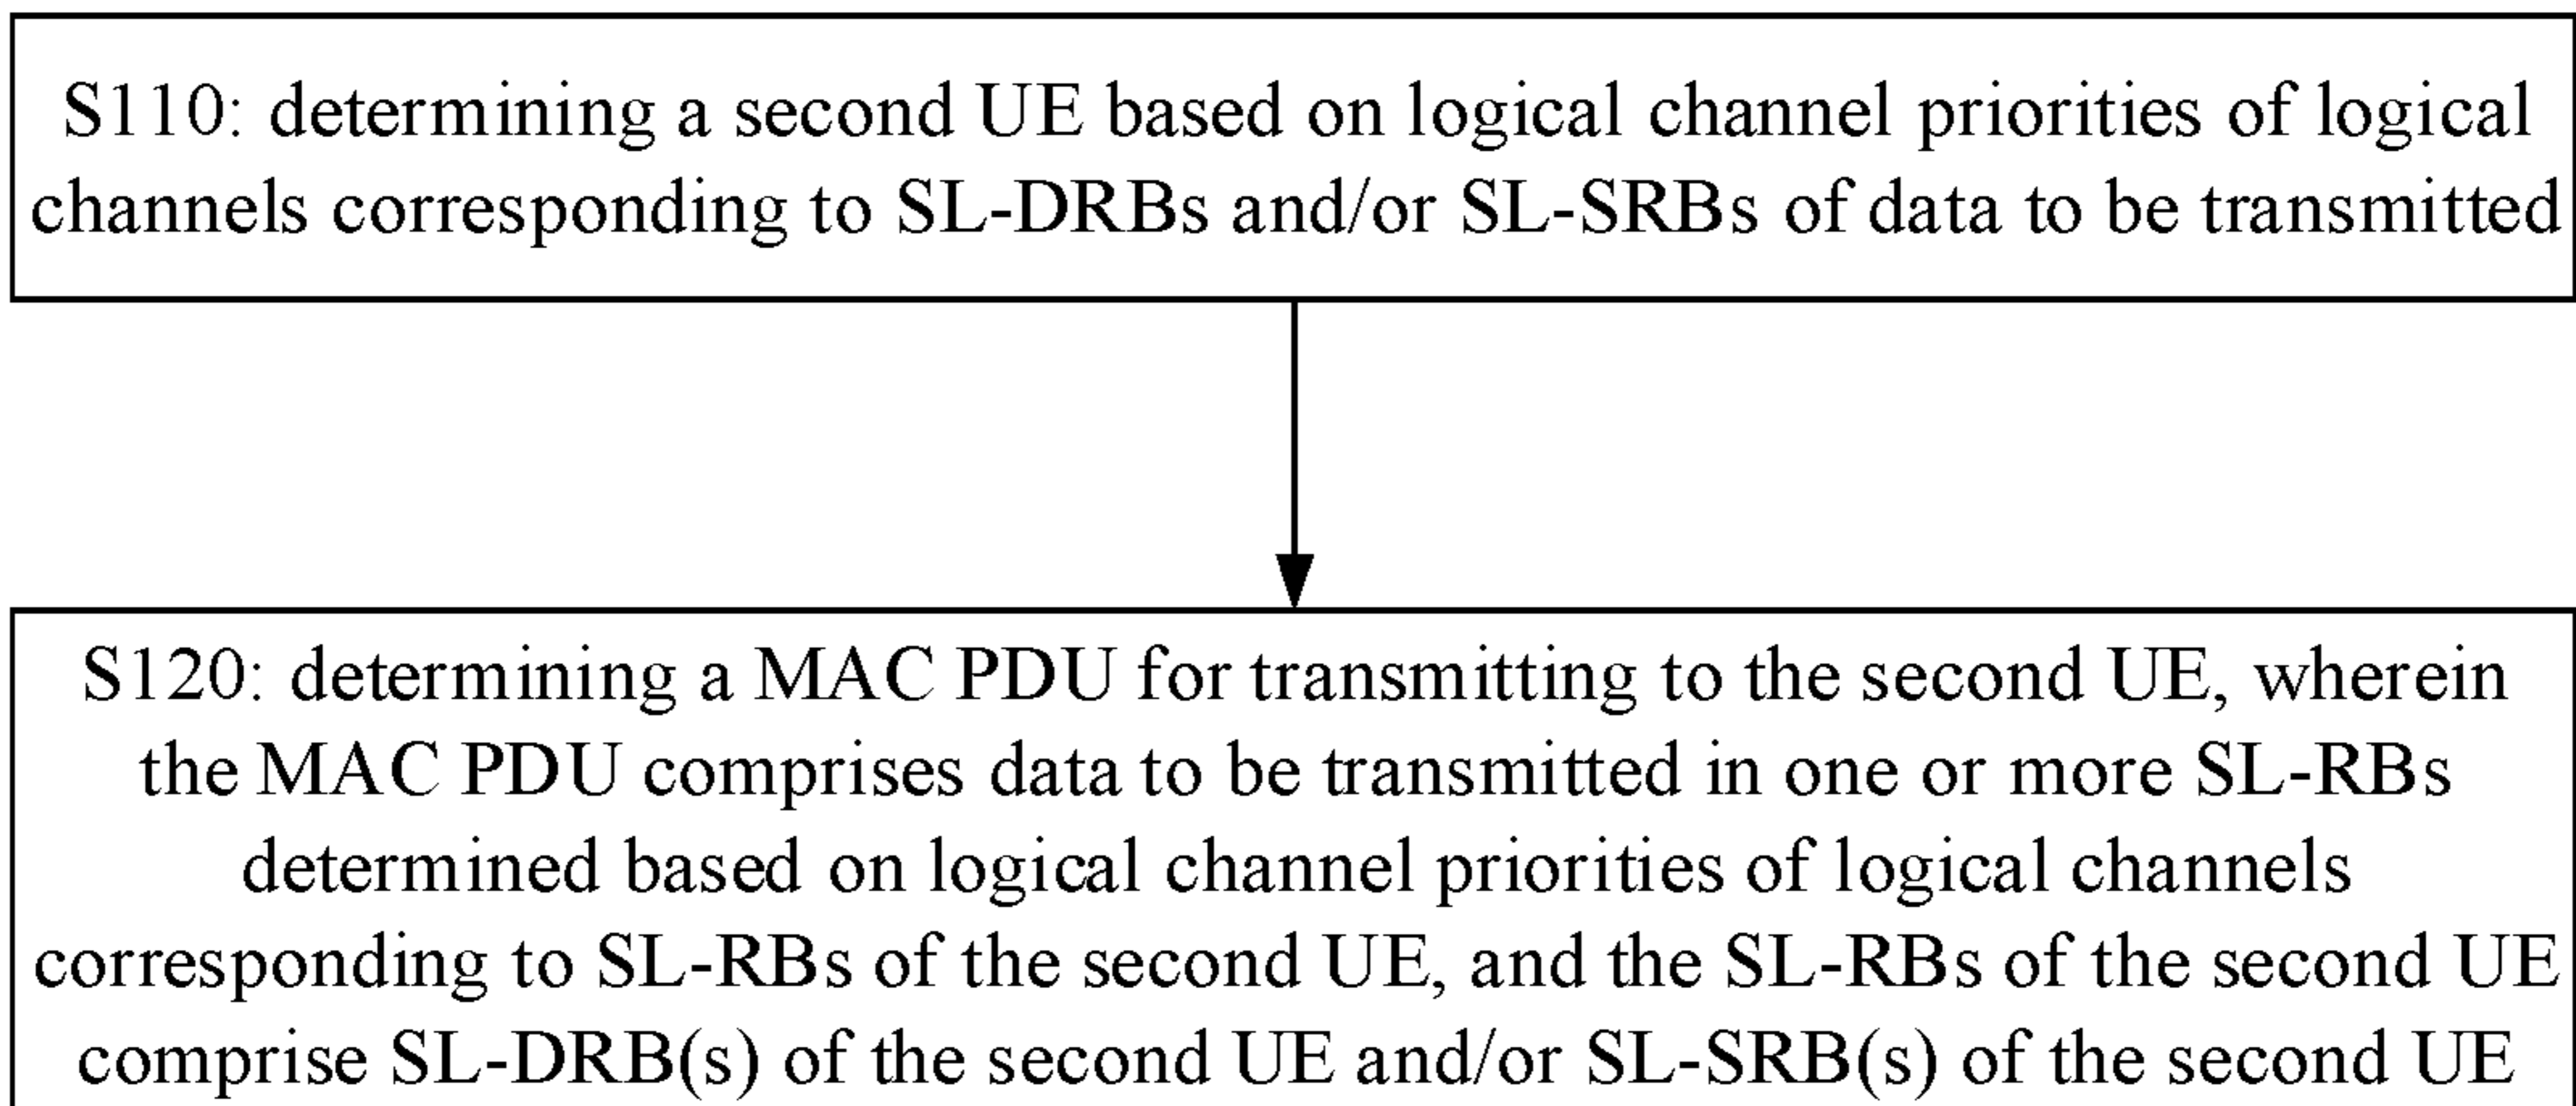 S110: determining a second UE based on logical channel priorities of logical
channels corresponding to SL-DRBs and/or SL-SRBs of data to be transmitted
S120: determining a MAC PDU for transmitting to the second UE, wherein
the MAC PDU comprises data to be transmitted in one or more SL-RBs
determined based on logical channel priorities of logical channels
corresponding to SL-RBs of the second UE, and the SL-RBs of the second UE
comprise SL-DRB(s) of the second UE and/or SL-SRB(s) of the second UE